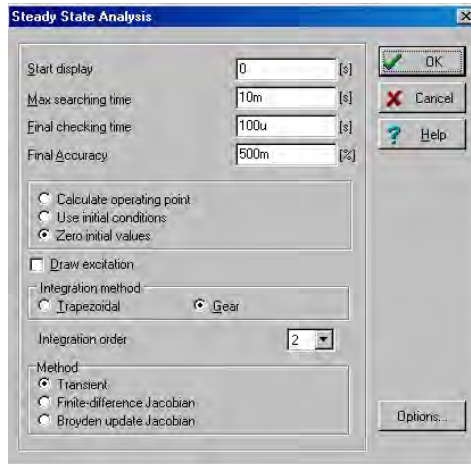 Steady State Analysis
Start display 0 [s]
Max searching time 10m [s]
Final checking time 100u [s]
Final Accuracy 500m [%]
Calculate operating point
Use initial conditions
Zero initial values
Draw excitation
Integration method
Trapezoidal Gear
Integration order 2
Method
Transient
Finite-difference Jacobian
Broyden update Jacobian
OK
Cancel
? Help
Options...